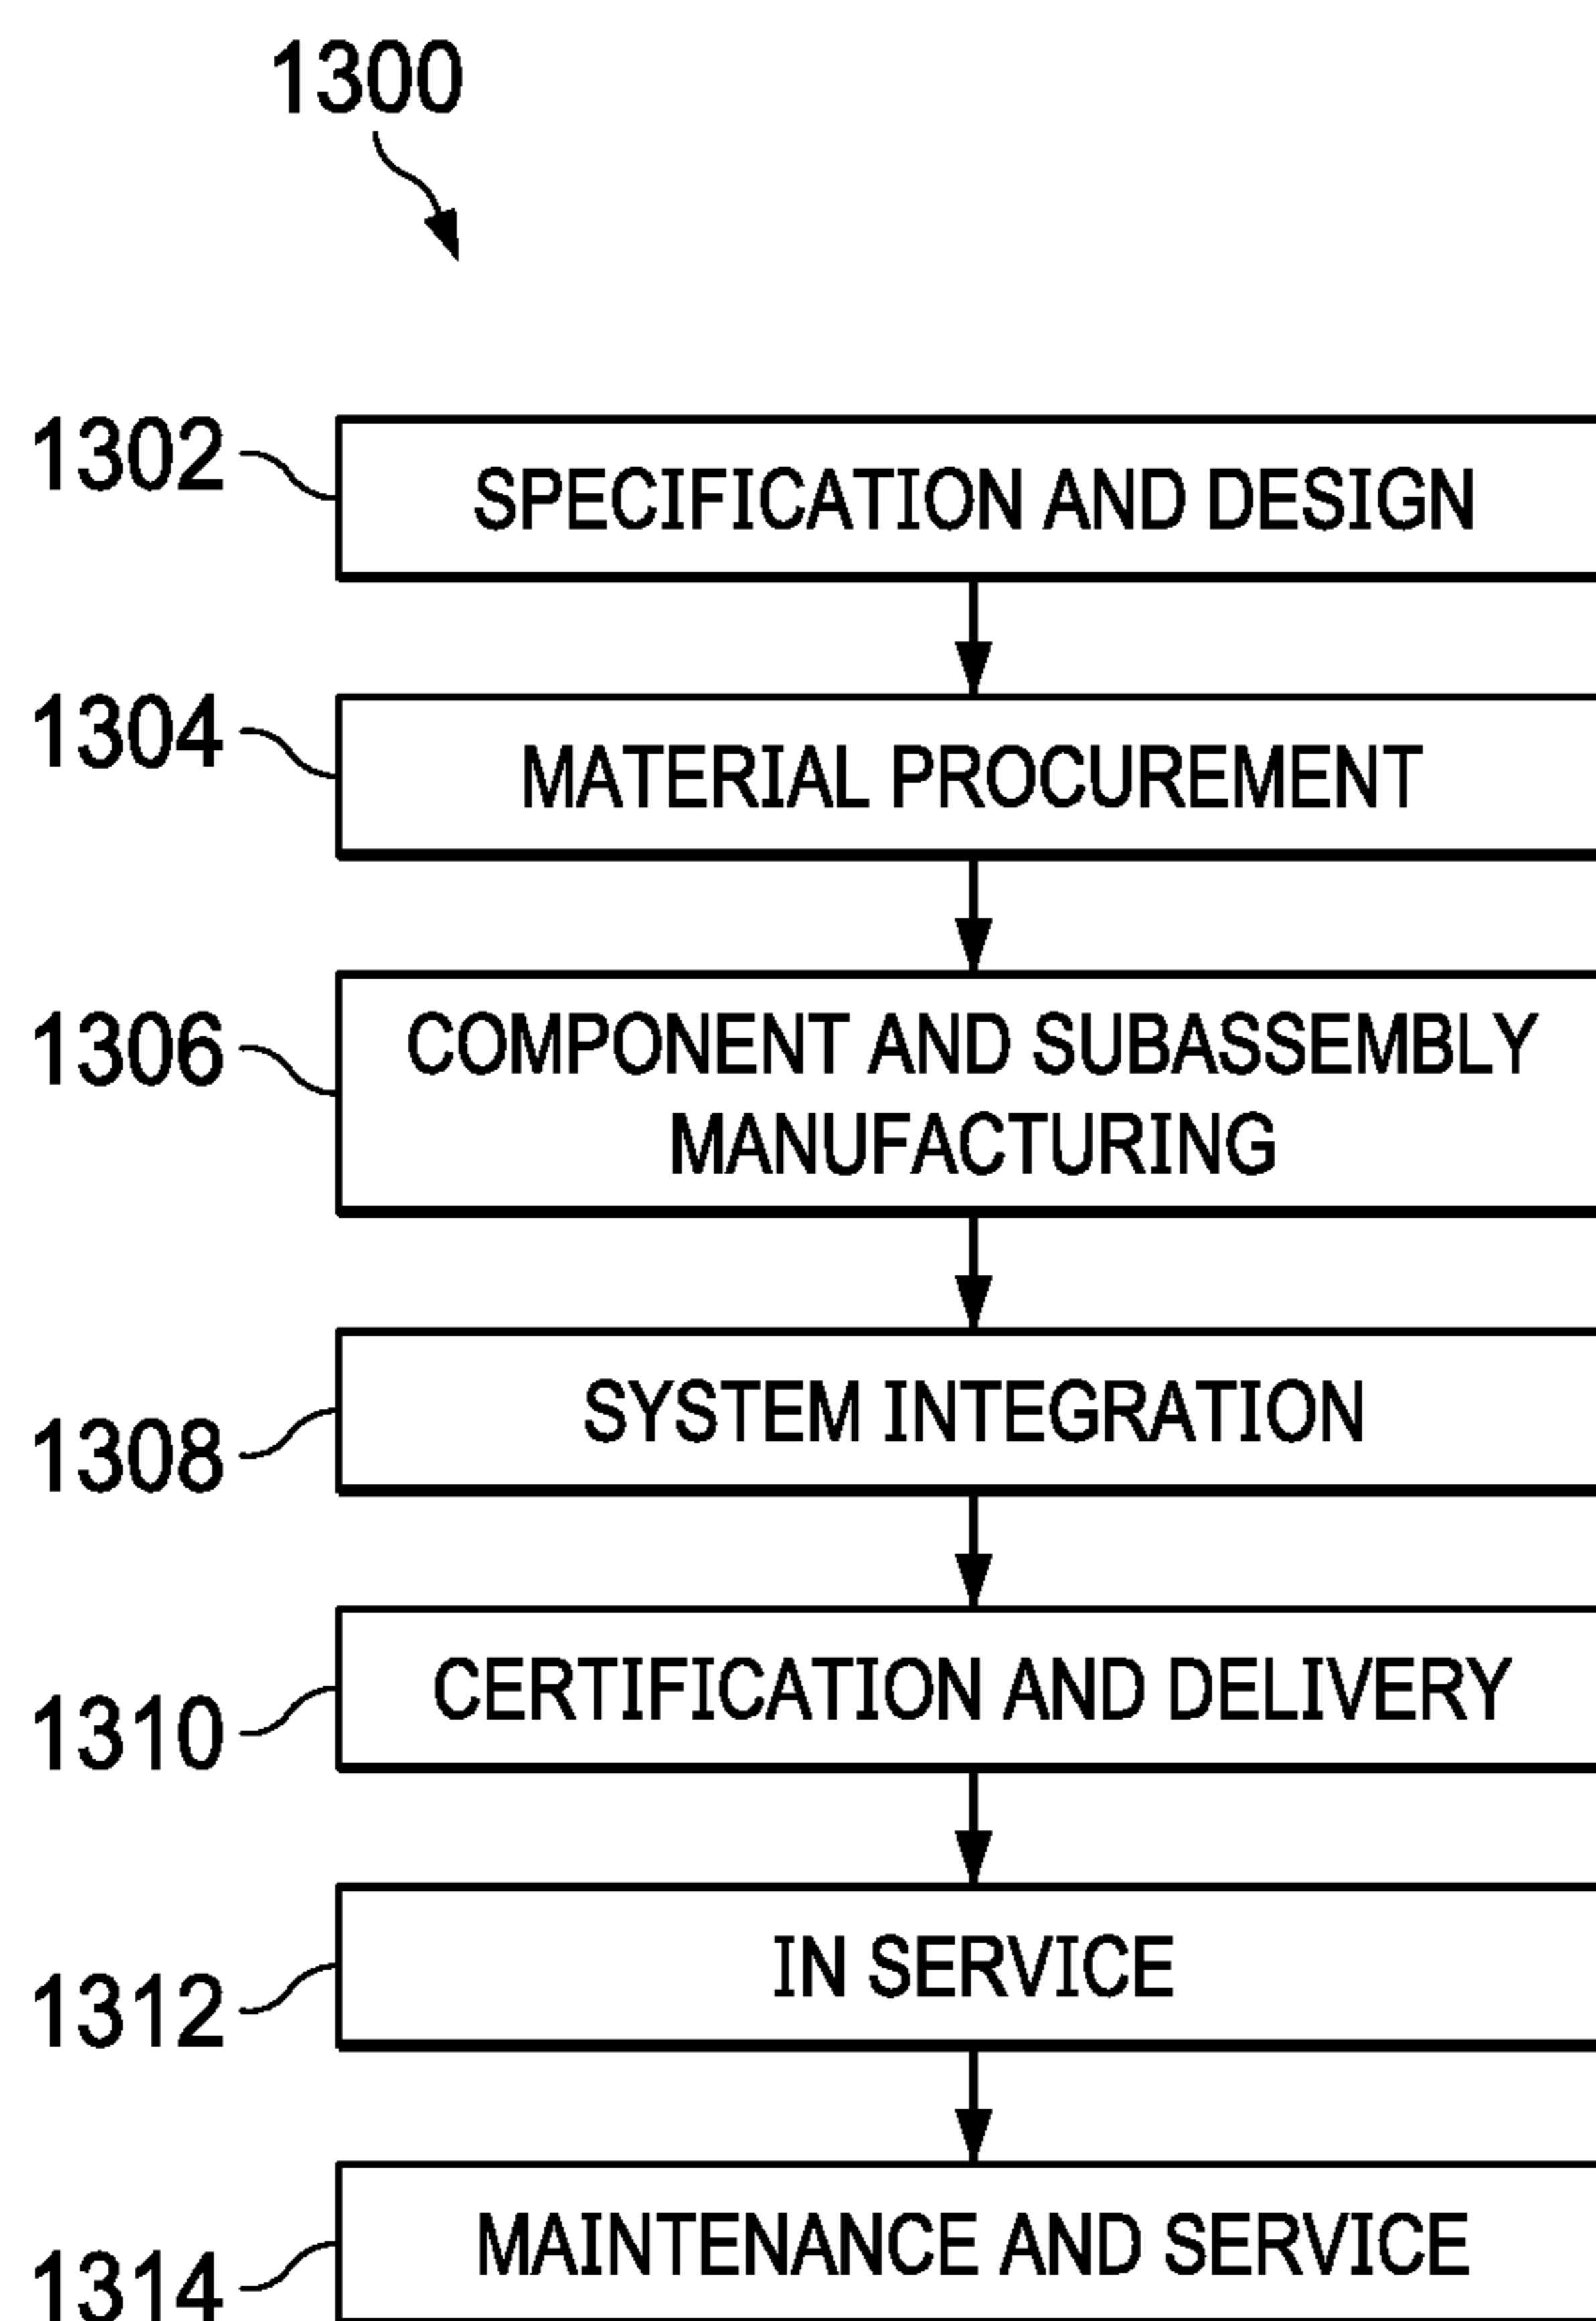 1300
1302
SPECIFICATION AND DESIGN
1304
MATERIAL PROCUREMENT
1306
COMPONENT AND SUBASSEMBLY
MANUFACTURING
1308
SYSTEM INTEGRATION
1310
CERTIFICATION AND DELIVERY
1312
IN SERVICE
1314
MAINTENANCE AND SERVICE